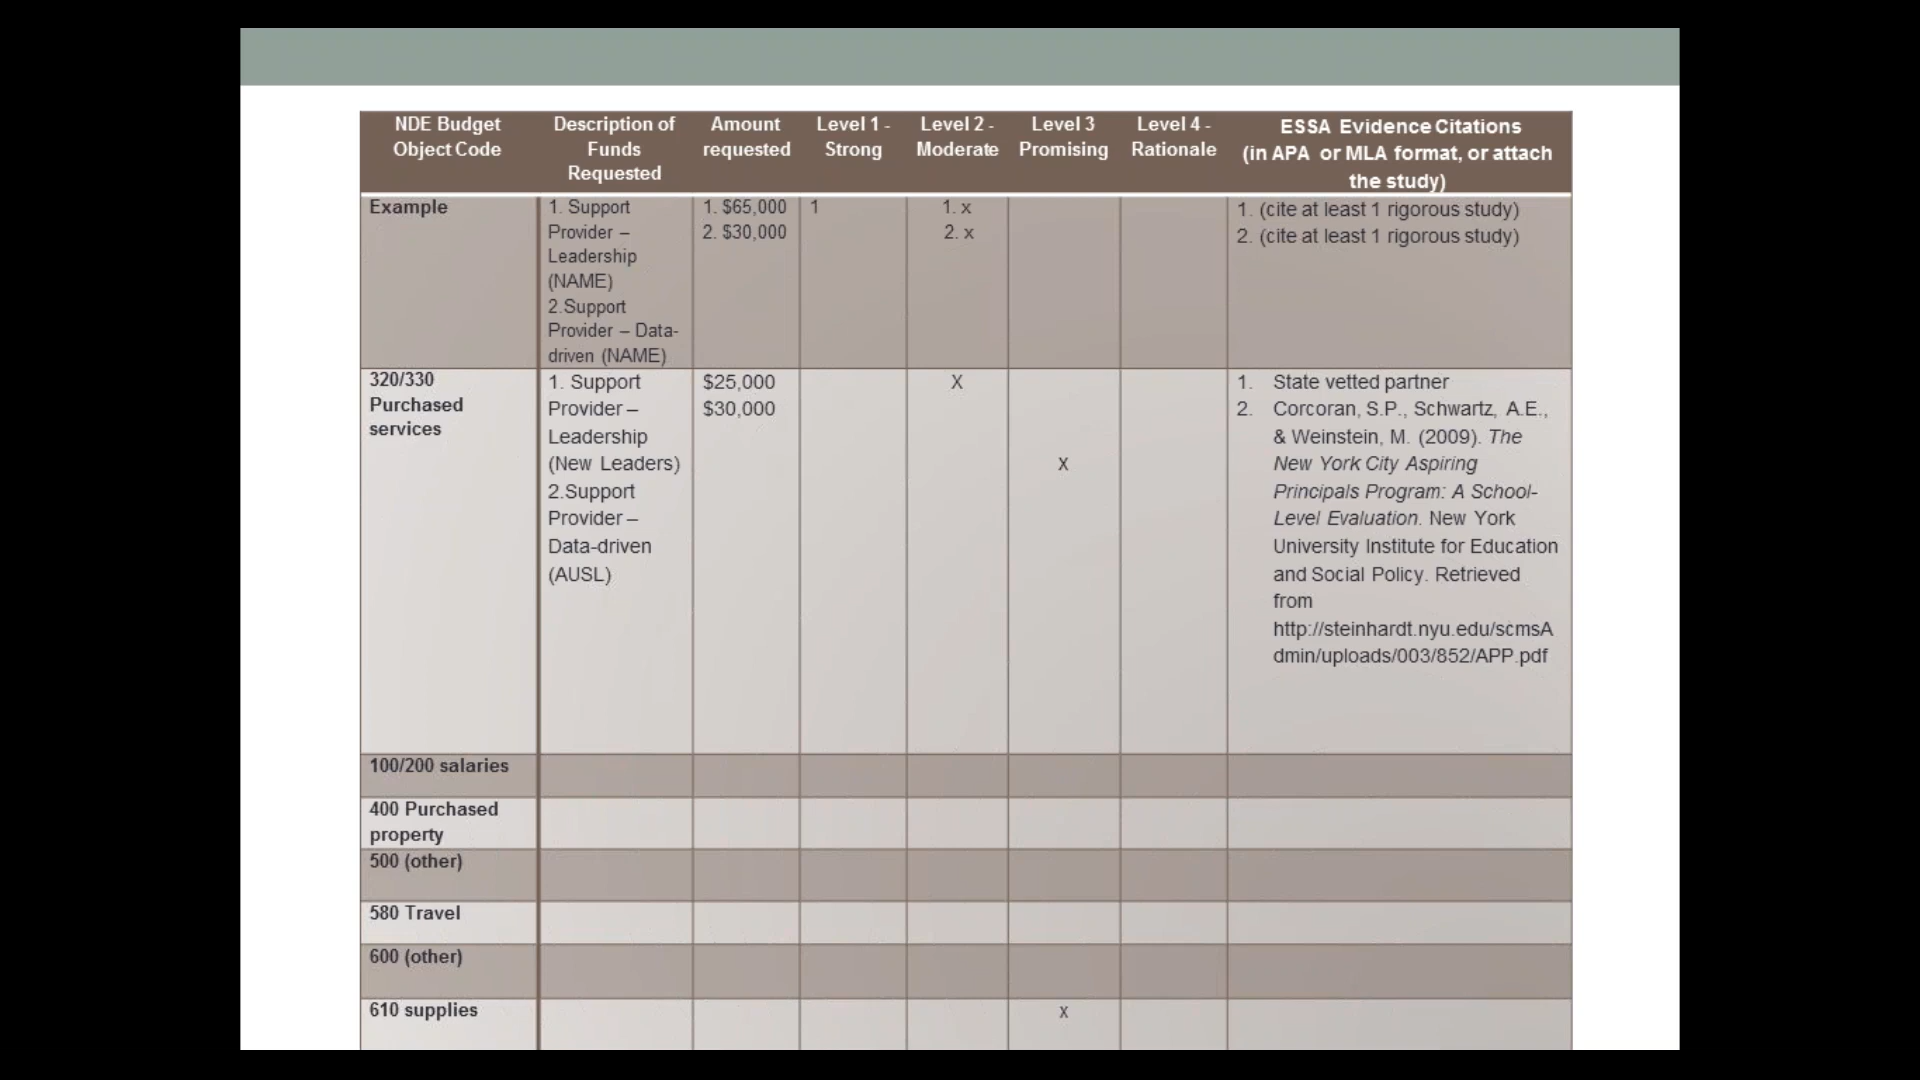 NDE Budget
Object Code
Description of
Funds
Requested
Amount
requested
Level 1 -
Strong
Level 2 -
Moderate
Level 3
Promising
Level 4 -
Rationale
ESSA Evidence Citations
(in APA or MLA format, or attach
the study)
Example
1. Support
Provider –
Leadership
(NAME)
2.Support
Provider – Data-
driven (NAME)
1. $65,000
2. $30,000
1
1. x
2. x
1. (cite at least 1 rigorous study)
2. (cite at least 1 rigorous study)
320/330
Purchased
services
1. Support
Provider –
Leadership
(New Leaders)
2.Support
Provider –
Data-driven
(AUSL)
$25,000
$30,000
X
X
1. State vetted partner
2. Corcoran, S.P., Schwartz, A.E.,
& Weinstein, M. (2009). The
New York City Aspiring
Principals Program: A School-
Level Evaluation. New York
University Institute for Education
and Social Policy. Retrieved
from
http://steinhardt.nyu.edu/scmsA
dmin/uploads/003/852/APP.pdf
100/200 salaries
400 Purchased
property
500 (other)
580 Travel
600 (other)
610 supplies
x